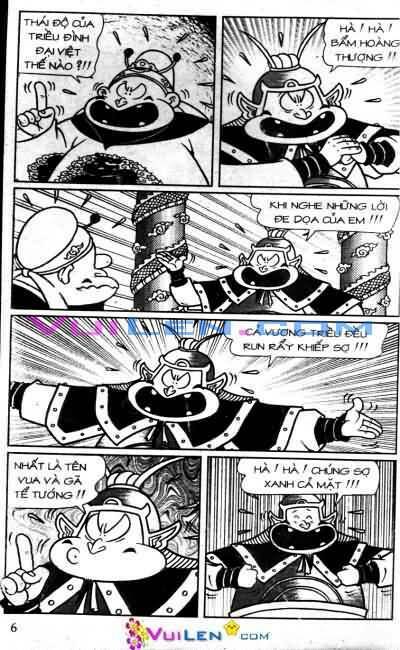 THÁI ĐỘ CỦA
TRIỀU ĐÌNH
ĐẠI VIỆT
THẾ NÀO ?!!!
HÀ ! HÀ !
BẨM HOÀNG
THƯỢNG !!
KHI NGHE NHỮNG LỜI
ĐE DỌA CỦA EM !!!
VUILEN.COM
CẢ VƯƠNG TRIỀU ĐỀU
RUN RẨY KHIẾP SỢ !!!
NHẤT LÀ TÊN
VUA VÀ GÃ
TỂ TƯỚNG !!
HÀ ! HÀ ! CHÚNG SỢ
XANH CẢ MẶT !!!
6
VUILEN.COM